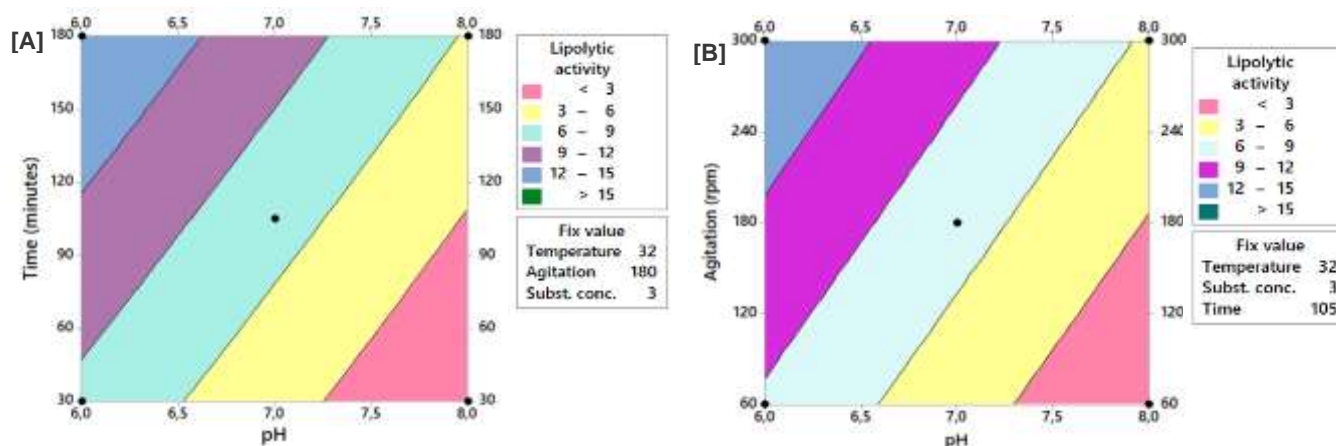 [A]
6,0 6,5 7,0 7,5 8,0
180 180
150 150
120 120
90 90
60 60
30 30
6,0 6,5 7,0 7,5 8,0
Time (minutes)
pH
Lipolytic
activity
< 3
3 – 6
6 – 9
9 – 12
12 – 15
> 15
Fix value
Temperature 32
Agitation 180
Subst. conc. 3
[B]
6,0 6,5 7,0 7,5 8,0
300 300
240 240
180 180
120 120
60 60
6,0 6,5 7,0 7,5 8,0
Agitation (rpm)
pH
Lipolytic
activity
< 3
3 – 6
6 – 9
9 – 12
12 – 15
> 15
Fix value
Temperature 32
Subst. conc. 3
Time 105